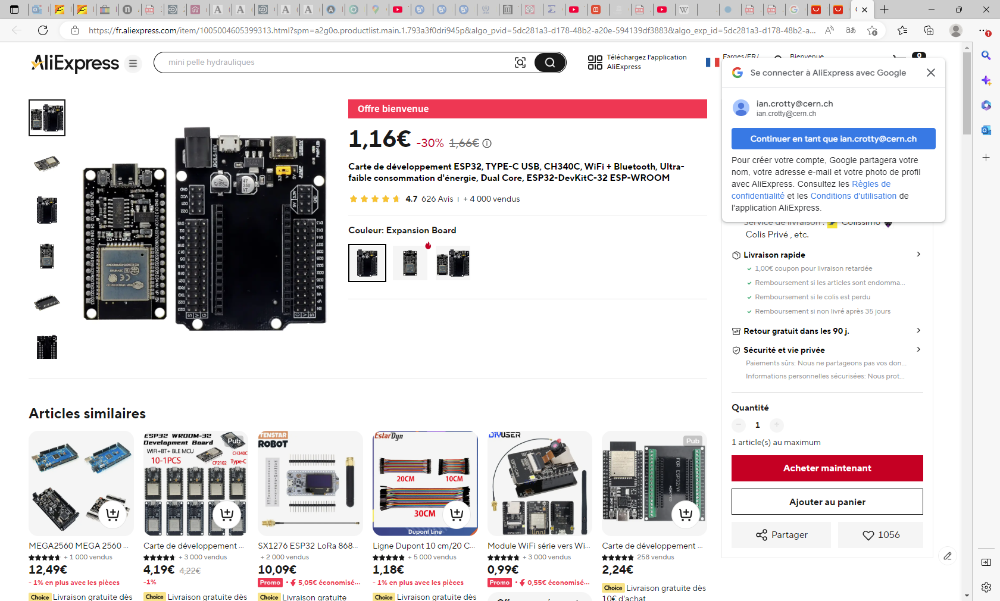 https://fr.aliexpress.com/item/1005004605399313.html?spm=a2g0o.productlist.main.1.793a3f0dri945p&algo_pvid=5dc281a3-d178-48b2-a20e-594139df3883&algo_exp_id=5dc281a3-d178-48b2-a...
AliExpress
mini pelle hydrauliques
Téléchargez l'application
AliExpress
Farges/FR/
Bienvenue
0
Se connecter à AliExpress avec Google
ian.crotty@cern.ch
ian.crotty@cern.ch
Continuer en tant que ian.crotty@cern.ch
Pour créer votre compte, Google partagera votre
nom, votre adresse e-mail et votre photo de profil
avec AliExpress. Consultez les Règles de
confidentialité et les Conditions d'utilisation de
l'application AliExpress.
Offre bienvenue
1,16€ -30% 1,66€
Carte de développement ESP32, TYPE-C USB, CH340C, WiFi + Bluetooth, Ultra-
faible consommation d'énergie, Dual Core, ESP32-DevKitC-32 ESP-WROOM
4.7 626 Avis + 4 000 vendus
Couleur: Expansion Board
Service de livraison : Colissimo
Colis Privé , etc.
Livraison rapide
1,00€ coupon pour livraison retardée
Remboursement si les articles sont endomma...
Remboursement si le colis est perdu
Remboursement si non livré après 35 jours
Retour gratuit dans les 90 j.
Sécurité et vie privée
Paiements sûrs: Nous ne partageons pas vos don...
Informations personnelles sécurisées: Nous prot...
Quantité
1
1 article(s) au maximum
Acheter maintenant
Ajouter au panier
Partager
1056
Articles similaires
MEGA2560 MEGA 2560 ...
+ 1 000 vendus
12,49€
- 1% en plus avec les pièces
Choice Livraison gratuite dès
ESP32 WROOM-32
Development Board
Pub
WIFI+BT+ BLE MCU
CH340C
10-1PCS
CP2102 Type-C
Carte de développement ...
+ 3 000 vendus
4,19€ 4,22€
-1%
Choice Livraison gratuite dès
TENSTAR
ROBOT
SX1276 ESP32 LoRa 868...
+ 2 000 vendus
10,09€
Promo 5,05€ économisé...
Choice Livraison gratuite
EstarDyn
20CM
10CM
30CM
Dupont Line
Ligne Dupont 10 cm/20 C...
+ 5 000 vendus
1,18€
- 1% en plus avec les pièces
Choice Livraison gratuite dès
DIYUSER
Module WiFi série vers Wi...
+ 3 000 vendus
0,99€
Promo 0,55€ économisé...
Pub
FOR ESP32/V4
Carte de développement ...
258 vendus
2,24€
Choice Livraison gratuite dès
10€ d'achat